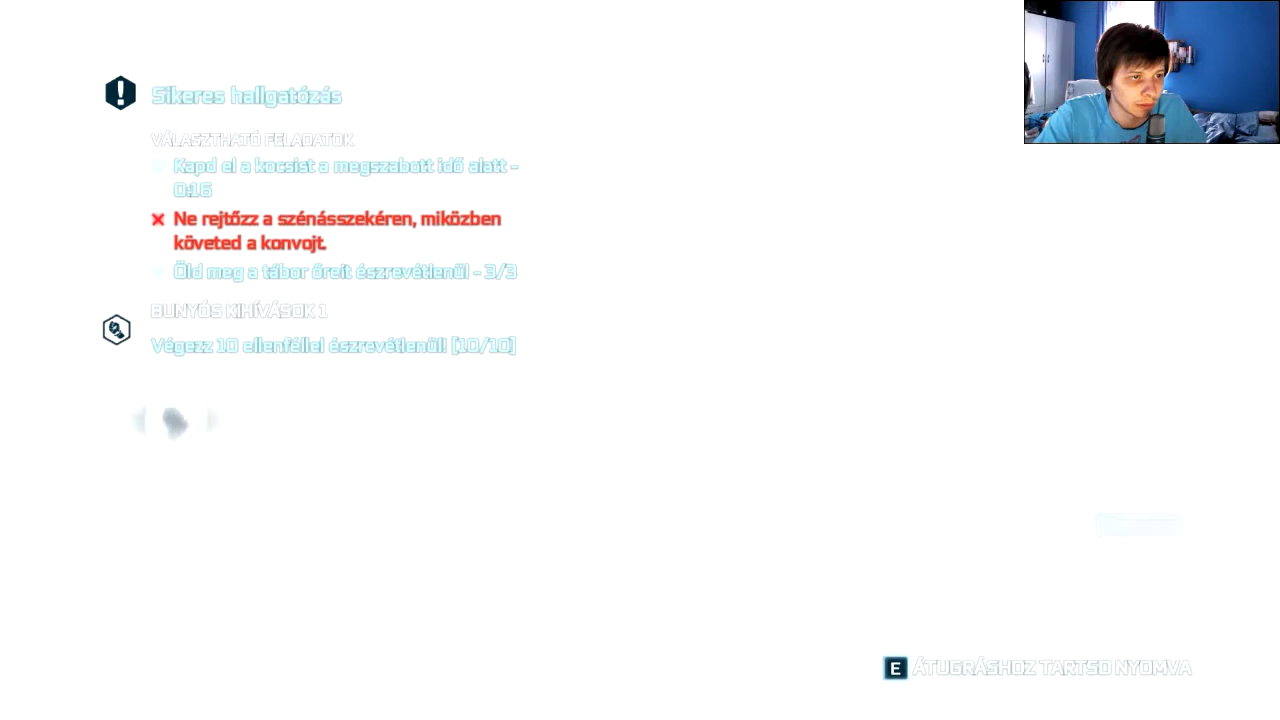 Sikeres hallgatózás
VÁLASZTHATÓ FELADATOK
Kapd el a kocsist a megszabott idő alatt -
0:16
Ne rejtőzz a szénásszekéren, miközben
követed a konvojt.
Öld meg a tábor őreit észrevétlenül - 3/3
BUNYÓS KIHÍVÁSOK 1
Végezz 10 ellenféllel észrevétlenül! [10/10]
E ÁTUGRÁSHOZ TARTSD NYOMVA